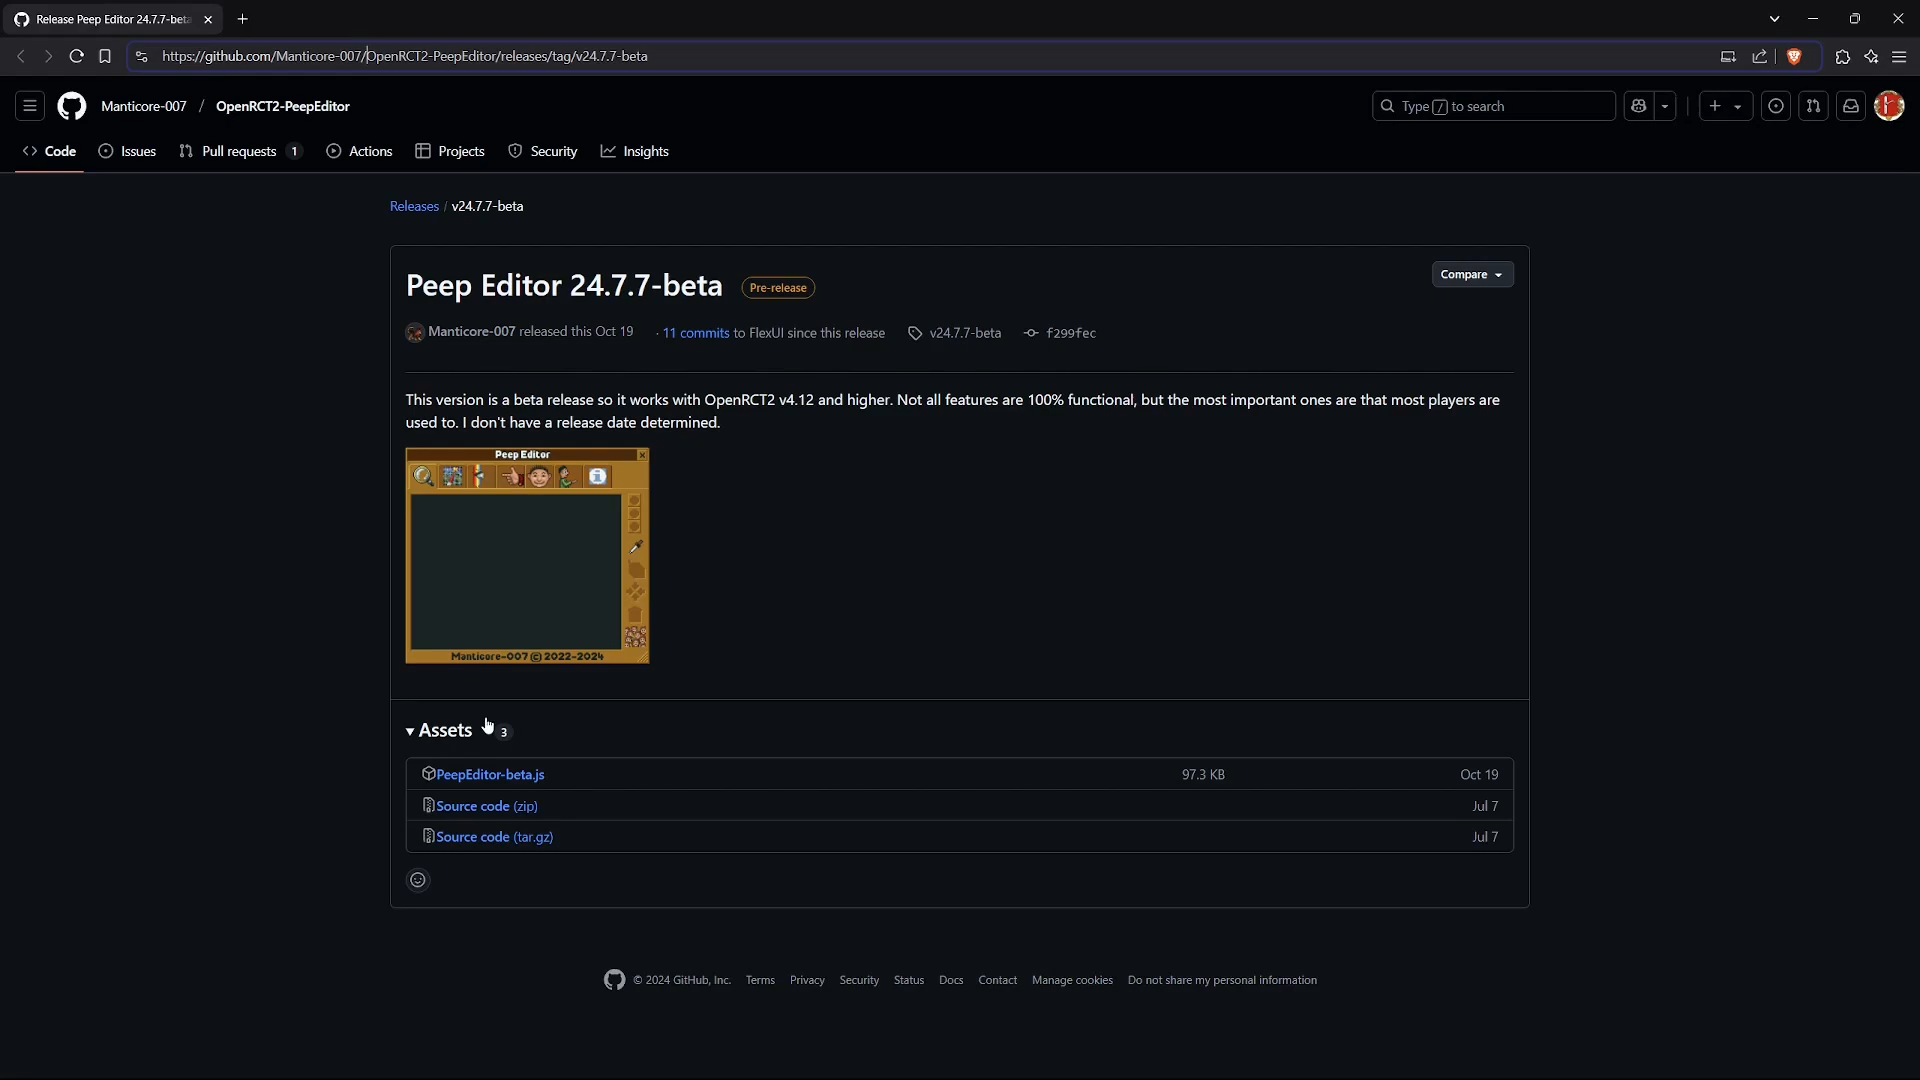 Release Peep Editor 24.7.7-bet
https://github.com/Manticore-007/OpenRCT2-PeepEditor/releases/tag/v24.7.7-beta
Manticore-007 / OpenRCT2-PeepEditor
Type / to search
Code Issues Pull requests 1 Actions Projects Security Insights
Releases / v24.7.7-beta
Peep Editor 24.7.7-beta Pre-release
Compare
Manticore-007 released this Oct 19 · 11 commits to FlexUI since this release v24.7.7-beta f299fec
This version is a beta release so it works with OpenRCT2 v4.12 and higher. Not all features are 100% functional, but the most important ones are that most players are
used to. I don't have a release date determined.
Peep Editor
Manticore-007 © 2022-2024
Assets 3
PeepEditor-beta.js 97.3 KB Oct 19
Source code (zip) Jul 7
Source code (tar.gz) Jul 7
© 2024 GitHub, Inc. Terms Privacy Security Status Docs Contact Manage cookies Do not share my personal information